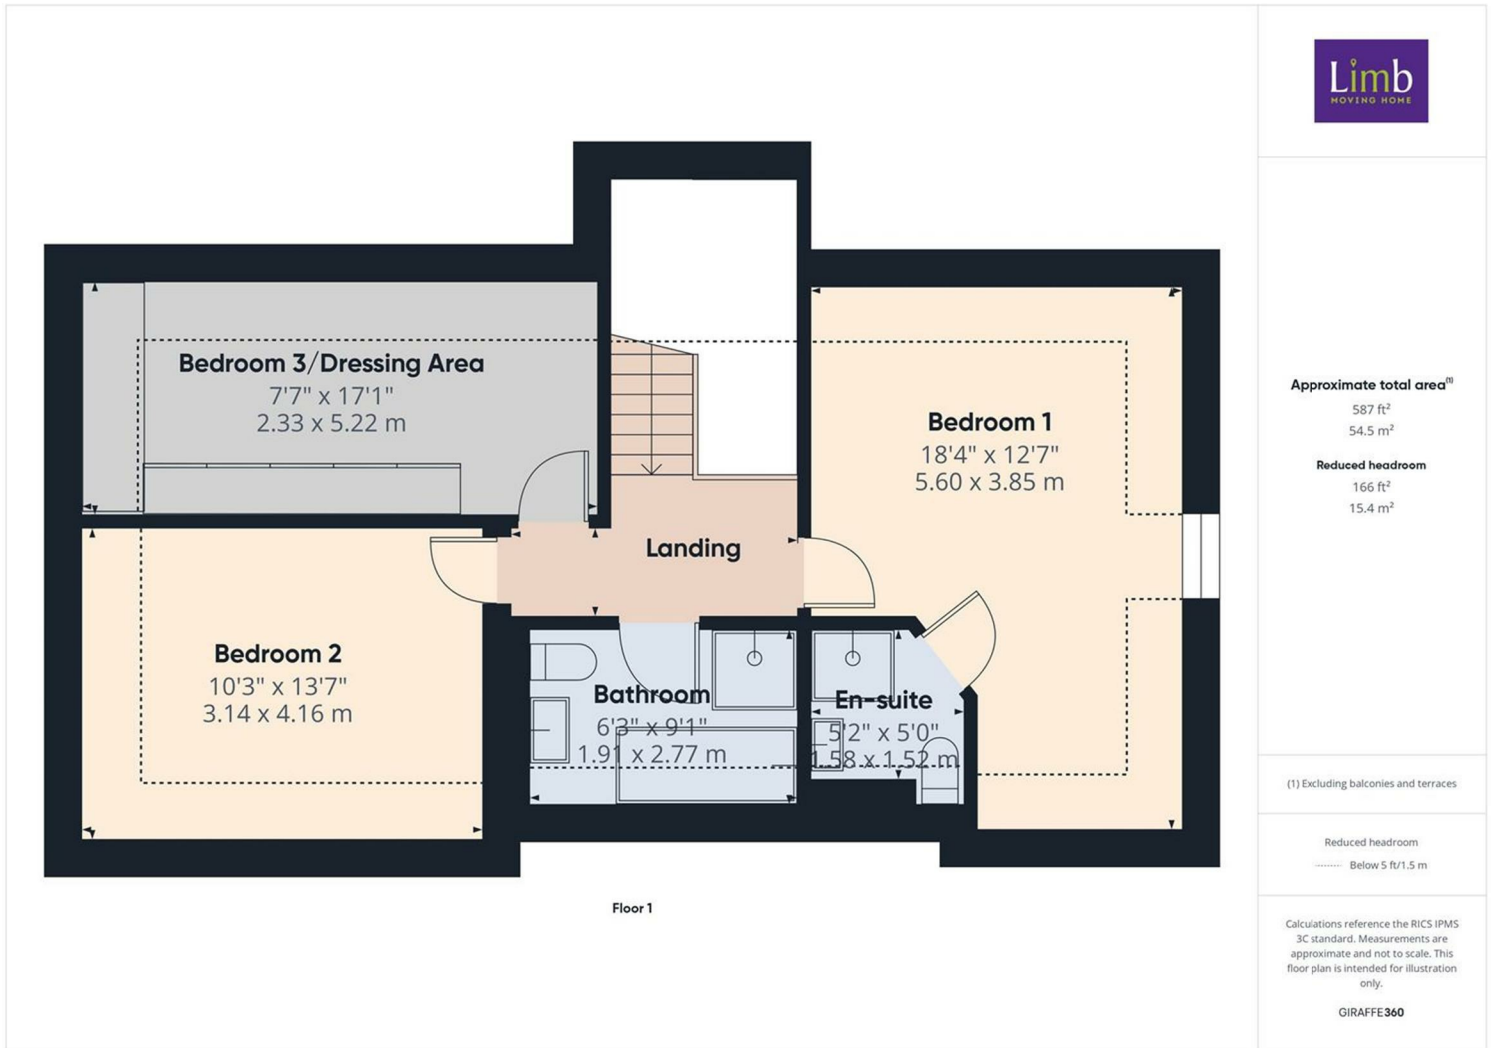 Limb
MOVING HOME
Bedroom 3/Dressing Area
7'7" x 17'1"
2.33 x 5.22 m
Bedroom 1
18'4" x 12'7"
5.60 x 3.85 m
Landing
Bedroom 2
10'3" x 13'7"
3.14 x 4.16 m
Bathroom
6'3" x 9'1"
1.91 x 2.77 m
En-suite
5'2" x 5'0"
1.58 x 1.52 m
Floor 1
Approximate total area(1)
587 ft²
54.5 m²
Reduced headroom
166 ft²
15.4 m²
(1) Excluding balconies and terraces
Reduced headroom
Below 5 ft/1.5 m
Calculations reference the RICS IPMS
3C standard. Measurements are
approximate and not to scale. This
floor plan is intended for illustration
only.
GIRAFFE360